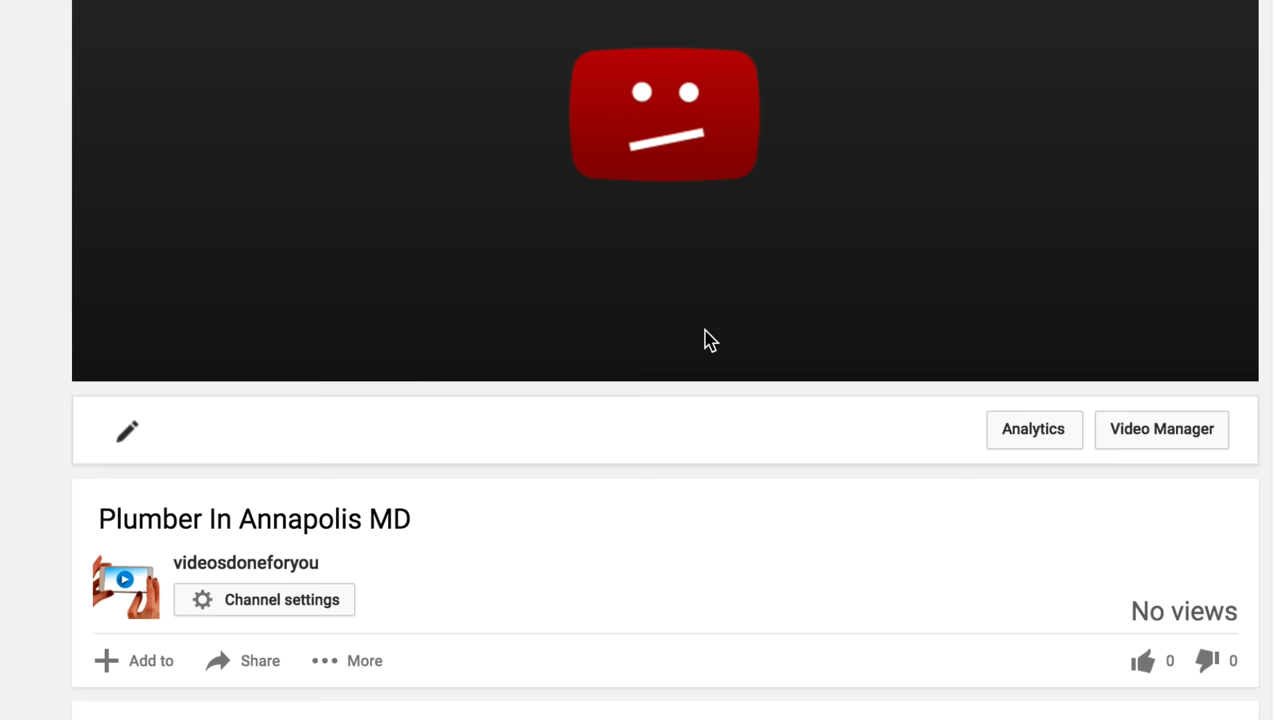 Analytics
Video Manager
Plumber In Annapolis MD
videosdoneforyou
Channel settings
No views
Add to
Share
More
0
0